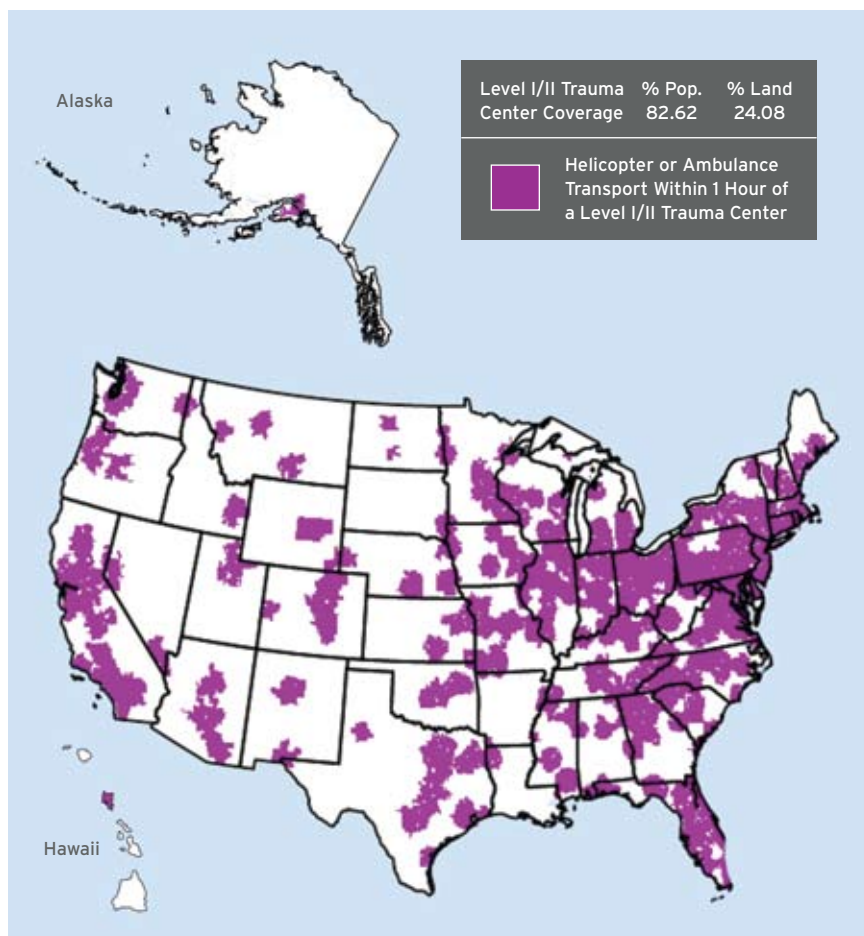 Alaska
Level I/II Trauma % Pop. % Land
Center Coverage 82.62 24.08
Helicopter or Ambulance
Transport Within 1 Hour of
a Level I/II Trauma Center
Hawaii